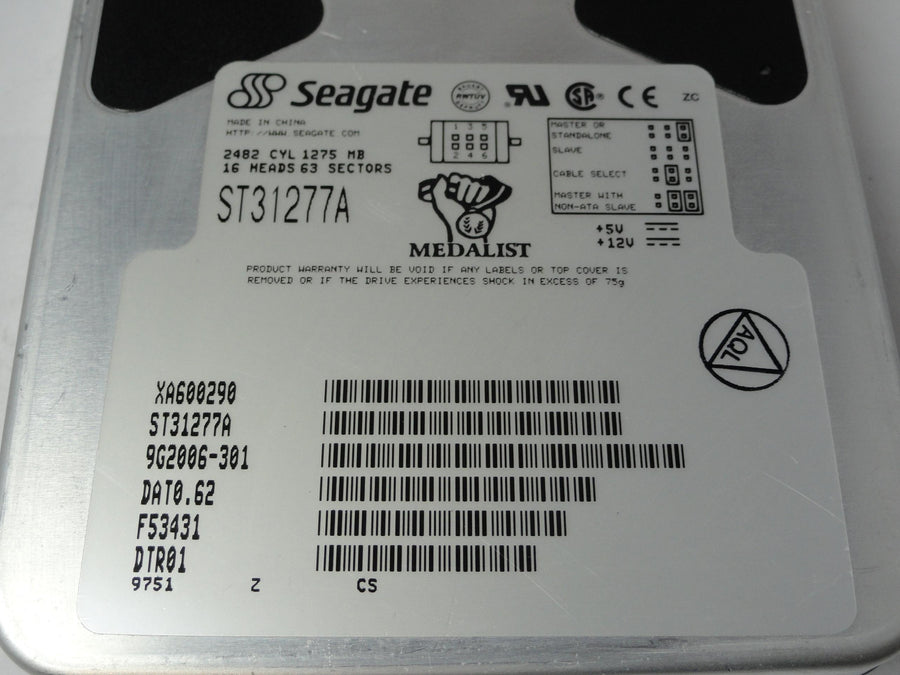 Seagate
RWTUV
ZC
MADE IN CHINA
HTTP://WWW.SEAGATE.COM
2482 CYL 1275 MB
16 HEADS 63 SECTORS
ST31277A
1 3 5
2 4 6
MEDALIST
MASTER OR
STANDALONE
SLAVE
CABLE SELECT
MASTER WITH
NON-ATA SLAVE
+5V
+12V
PRODUCT WARRANTY WILL BE VOID IF ANY LABELS OR TOP COVER IS
REMOVED OR IF THE DRIVE EXPERIENCES SHOCK IN EXCESS OF 75g
AQL
XA600290
ST31277A
9G2006-301
DAT0.62
F53431
DTR01
9751 Z CS